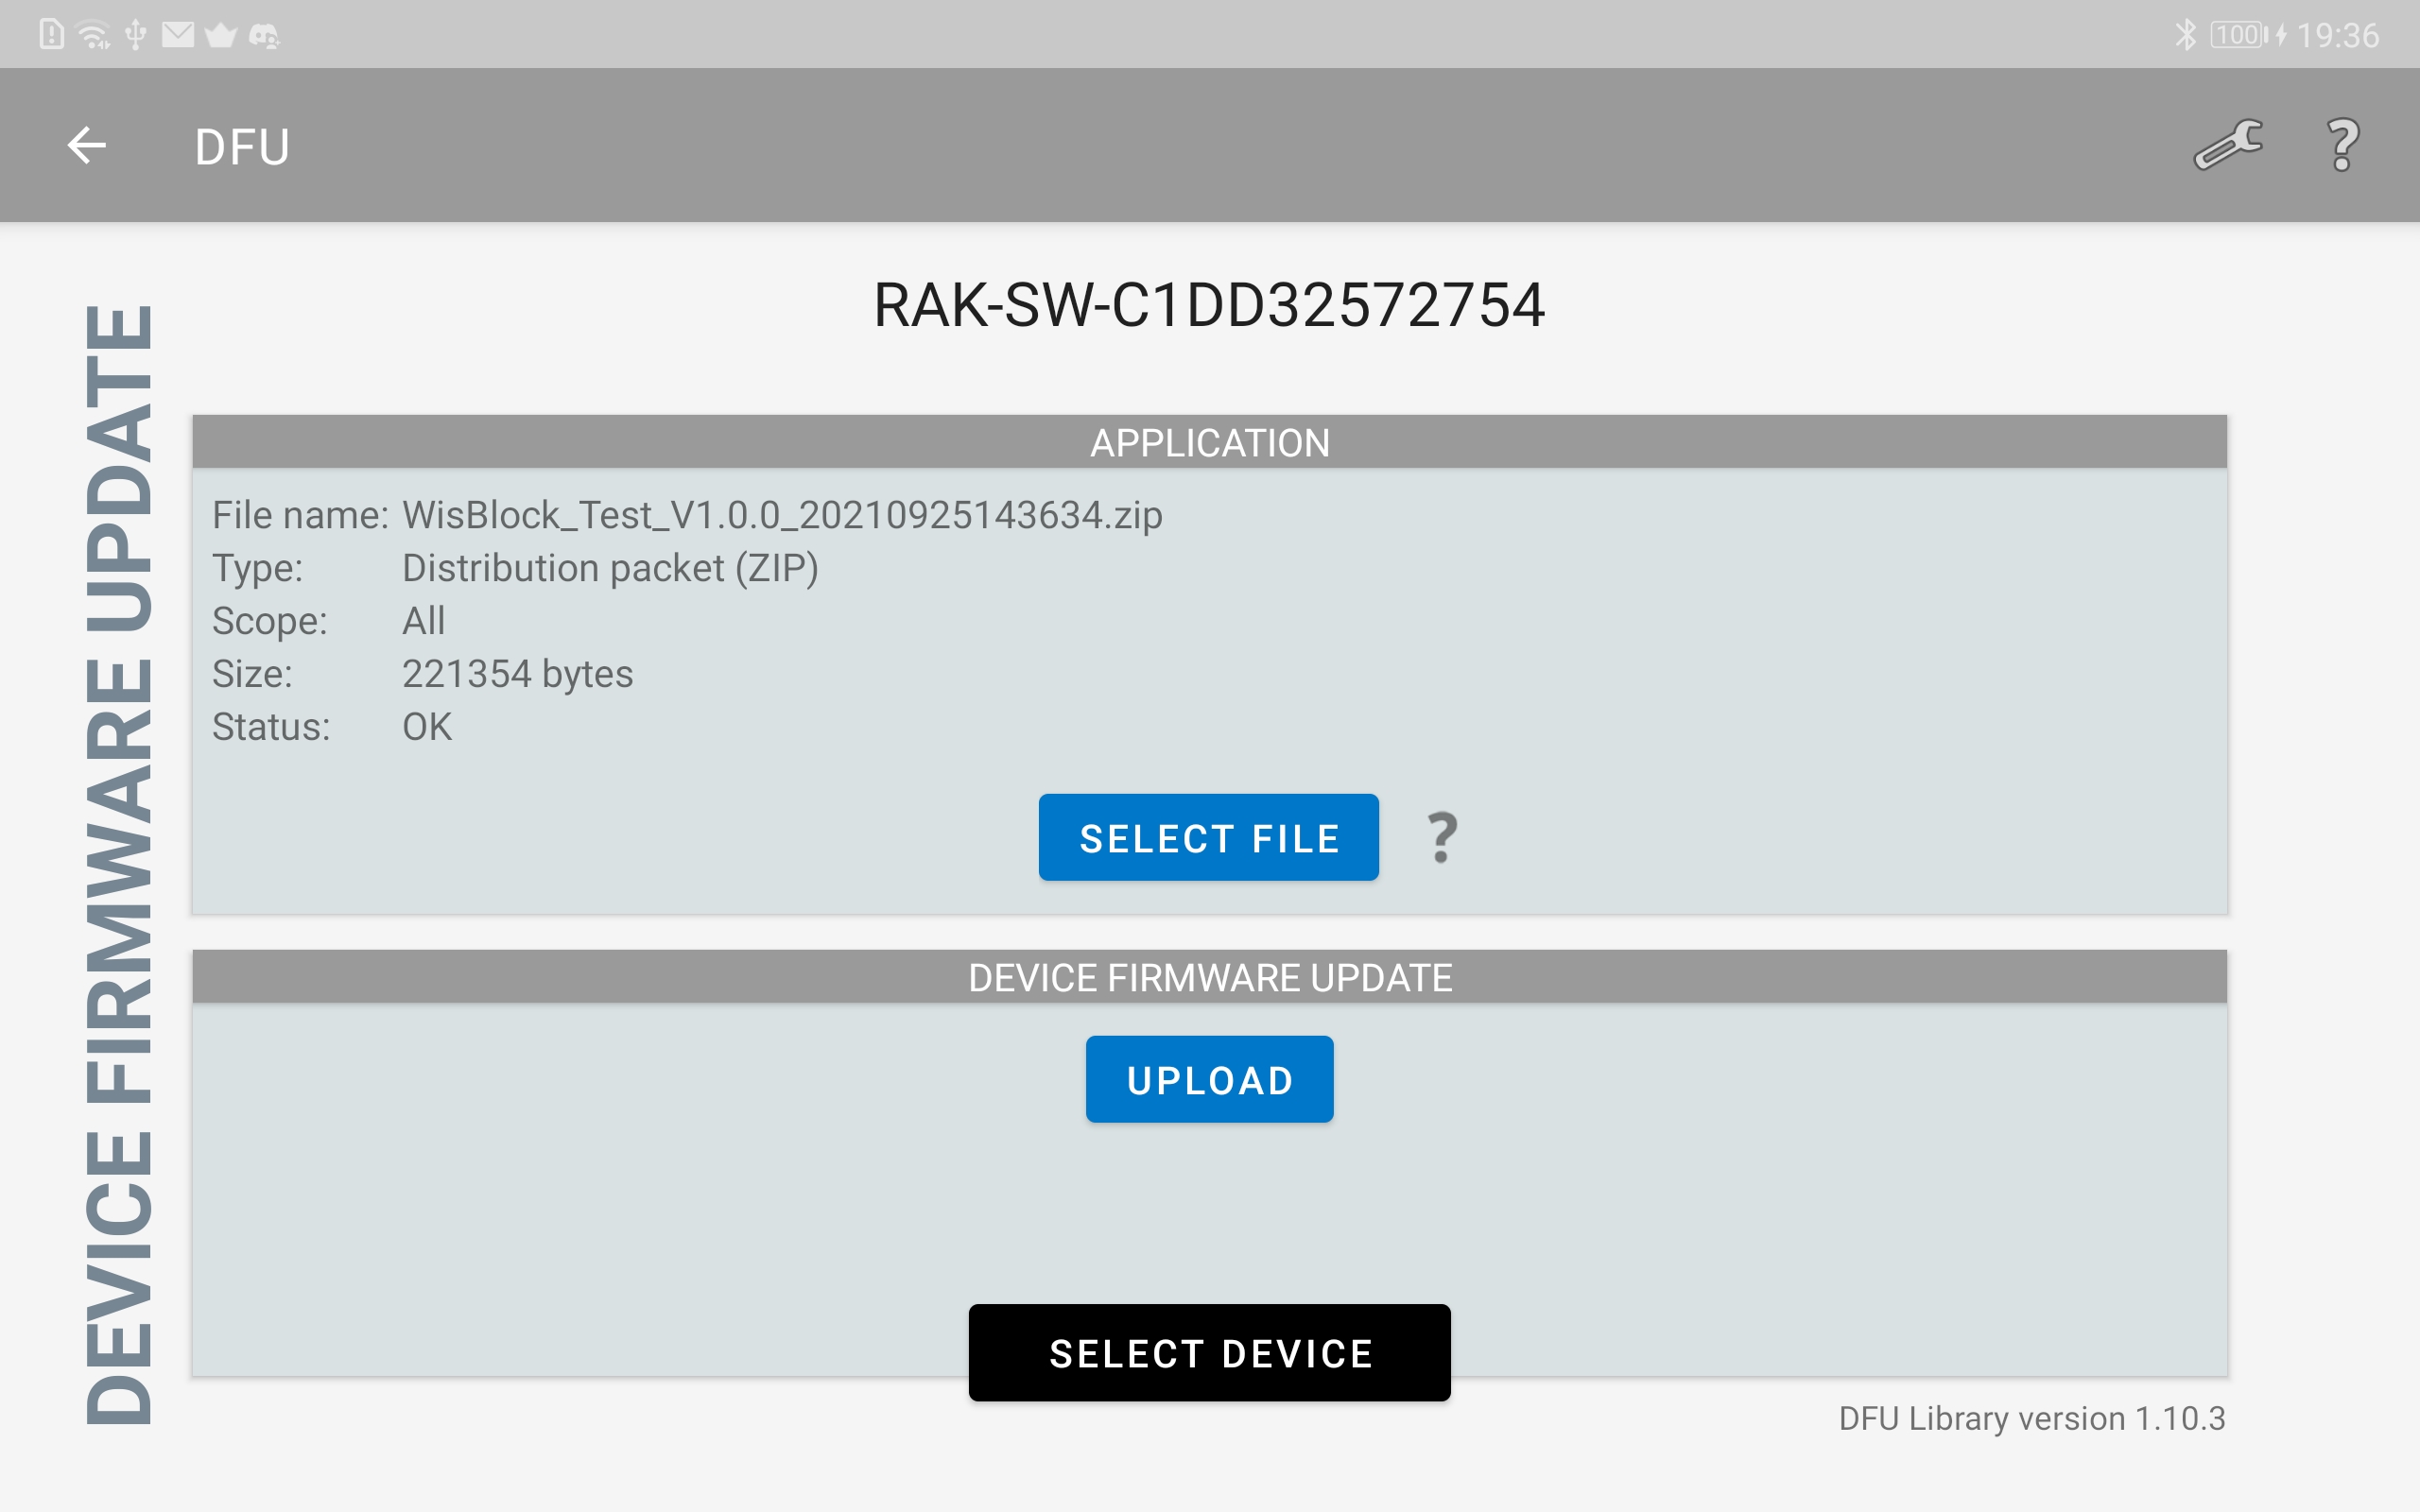 100 19:36
DFU
DEVICE FIRMWARE UPDATE
RAK-SW-C1DD32572754
APPLICATION
File name: WisBlock_Test_V1.0.0_20210925143634.zip
Type: Distribution packet (ZIP)
Scope: All
Size: 221354 bytes
Status: OK
SELECT FILE ?
DEVICE FIRMWARE UPDATE
UPLOAD
SELECT DEVICE
DFU Library version 1.10.3